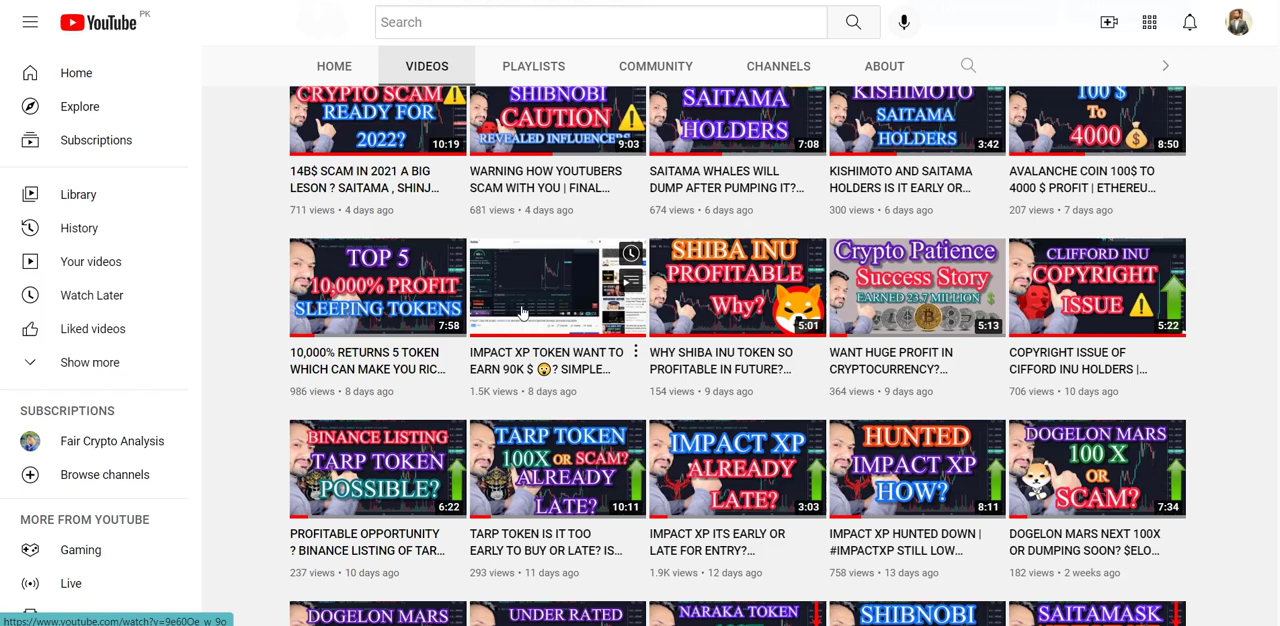 YouTube PK
Search
HOME
VIDEOS
PLAYLISTS
COMMUNITY
CHANNELS
ABOUT
Home
Explore
Subscriptions
Library
History
Your videos
Watch Later
Liked videos
Show more
SUBSCRIPTIONS
Fair Crypto Analysis
Browse channels
MORE FROM YOUTUBE
Gaming
Live
https://www.youtube.com/watch?v=9e60Oe_w_9o
CRYPTO SCAM
READY FOR
2022?
10:19
14B$ SCAM IN 2021 A BIG
LESON ? SAITAMA , SHINJ...
711 views • 4 days ago
SHIBNOBI
CAUTION
REVEALED INFLUENCER
9:03
WARNING HOW YOUTUBERS
SCAM WITH YOU | FINAL...
681 views • 4 days ago
SAITAMA
HOLDERS
7:08
SAITAMA WHALES WILL
DUMP AFTER PUMPING IT?...
674 views • 6 days ago
KISHIMOTO
SAITAMA
HOLDERS
3:42
KISHIMOTO AND SAITAMA
HOLDERS IS IT EARLY OR...
300 views • 6 days ago
100 $
To
4000
8:50
AVALANCHE COIN 100$ TO
4000 $ PROFIT | ETHEREU...
207 views • 7 days ago
TOP 5
10,000% PROFIT
SLEEPING TOKENS
7:58
10,000% RETURNS 5 TOKEN
WHICH CAN MAKE YOU RIC...
986 views • 8 days ago
IMPACT XP TOKEN WANT TO
EARN 90K $ 😲? SIMPLE...
1.5K views • 8 days ago
SHIBA INU
PROFITABLE
Why?
5:01
WHY SHIBA INU TOKEN SO
PROFITABLE IN FUTURE?...
154 views • 9 days ago
Crypto Patience
Success Story
EARNED 23.7 MILLION $
5:13
WANT HUGE PROFIT IN
CRYPTOCURRENCY?...
364 views • 9 days ago
CLIFFORD INU
COPYRIGHT
ISSUE
5:22
COPYRIGHT ISSUE OF
CIFFORD INU HOLDERS |...
706 views • 10 days ago
BINANCE LISTING
TARP TOKEN
POSSIBLE?
6:22
PROFITABLE OPPORTUNITY
? BINANCE LISTING OF TAR...
237 views • 10 days ago
TARP TOKEN
100X OR SCAM?
ALREADY
LATE?
10:11
TARP TOKEN IS IT TOO
EARLY TO BUY OR LATE? IS...
293 views • 11 days ago
IMPACT XP
ALREADY
LATE?
3:03
IMPACT XP ITS EARLY OR
LATE FOR ENTRY?...
1.9K views • 12 days ago
HUNTED
IMPACT XP
HOW?
8:11
IMPACT XP HUNTED DOWN |
#IMPACTXP STILL LOW...
758 views • 13 days ago
DOGELON MARS
100 X
OR
SCAM?
7:34
DOGELON MARS NEXT 100X
OR DUMPING SOON? $ELO...
182 views • 2 weeks ago
DOGELON MARS
UNDER RATED
NARAKA TOKEN
SHIBNOBI
SAITAMASK